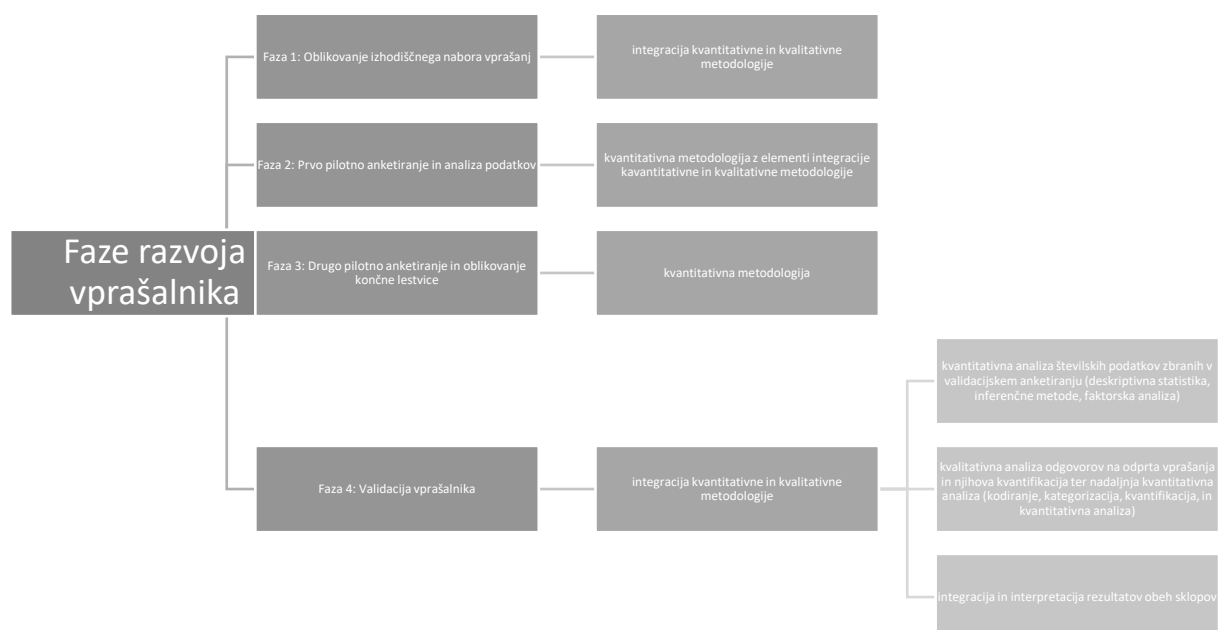 Faze razvoja
vprašalnika
Faza 1: Oblikovanje izhodiščnega nabora vprašanj
integracija kvantitativne in kvalitativne
metodologije
Faza 2: Prvo pilotno anketiranje in analiza podatkov
kvantitativna metodologija z elementi integracije
kavantitativne in kvalitativne metodologije
Faza 3: Drugo pilotno anketiranje in oblikovanje
končne lestvice
kvantitativna metodologija
Faza 4: Validacija vprašalnika
integracija kvantitativne in kvalitativne
metodologije
kvantitativna analiza številskih podatkov zbranih v
validacijskem anketiranju (deskriptivna statistika,
inferenčne metode, faktorska analiza)
kvalitativna analiza odgovorov na odprta vprašanja
in njihova kvantifikacija ter nadaljnja kvantitativna
analiza (kodiranje, kategorizacija, kvantifikacija, in
kvantitativna analiza)
integracija in interpretacija rezultatov obeh sklopov